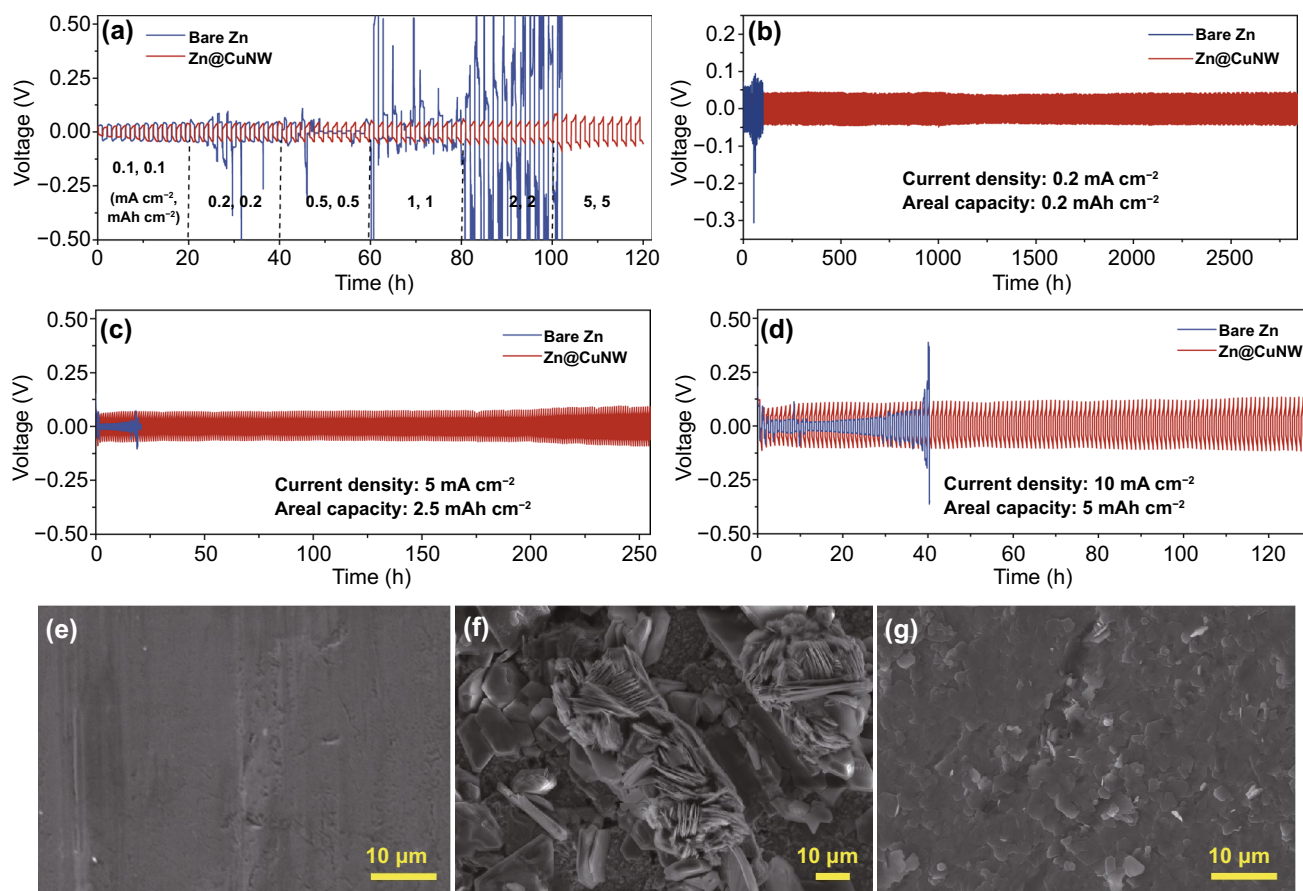 (a)
Bare Zn
Zn@CuNW
0.50
0.25
0.00
−0.25
−0.50
Voltage (V)
0.1, 0.1
(mA cm⁻², mAh cm⁻²)
0.2, 0.2
0.5, 0.5
1, 1
2, 2
5, 5
0 20 40 60 80 100 120
Time (h)
(b)
Bare Zn
Zn@CuNW
0.2
0.1
0.0
−0.1
−0.2
−0.3
Voltage (V)
Current density: 0.2 mA cm⁻²
Areal capacity: 0.2 mAh cm⁻²
0 500 1000 1500 2000 2500
Time (h)
(c)
Bare Zn
Zn@CuNW
0.50
0.25
0.00
−0.25
−0.50
Voltage (V)
Current density: 5 mA cm⁻²
Areal capacity: 2.5 mAh cm⁻²
0 50 100 150 200 250
Time (h)
(d)
Bare Zn
Zn@CuNW
0.50
0.25
0.00
−0.25
−0.50
Voltage (V)
Current density: 10 mA cm⁻²
Areal capacity: 5 mAh cm⁻²
0 20 40 60 80 100 120
Time (h)
(e)
10 µm
(f)
10 µm
(g)
10 µm